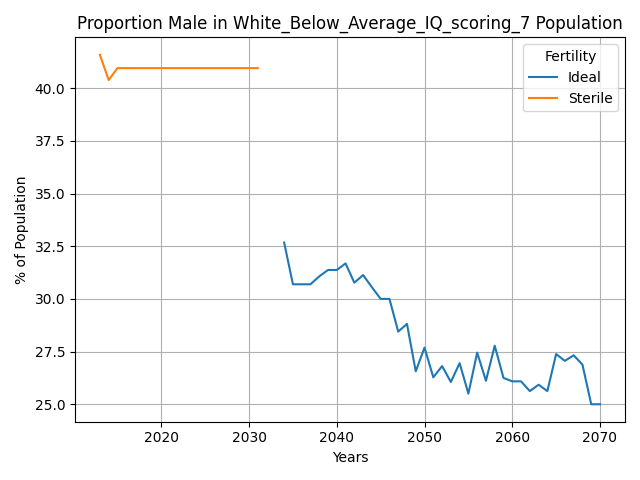 Proportion Male in White_Below_Average_IQ_scoring_7 Population
Fertility
Ideal
Sterile
% of Population
40.0
37.5
35.0
32.5
30.0
27.5
25.0
2020 2030 2040 2050 2060 2070
Years